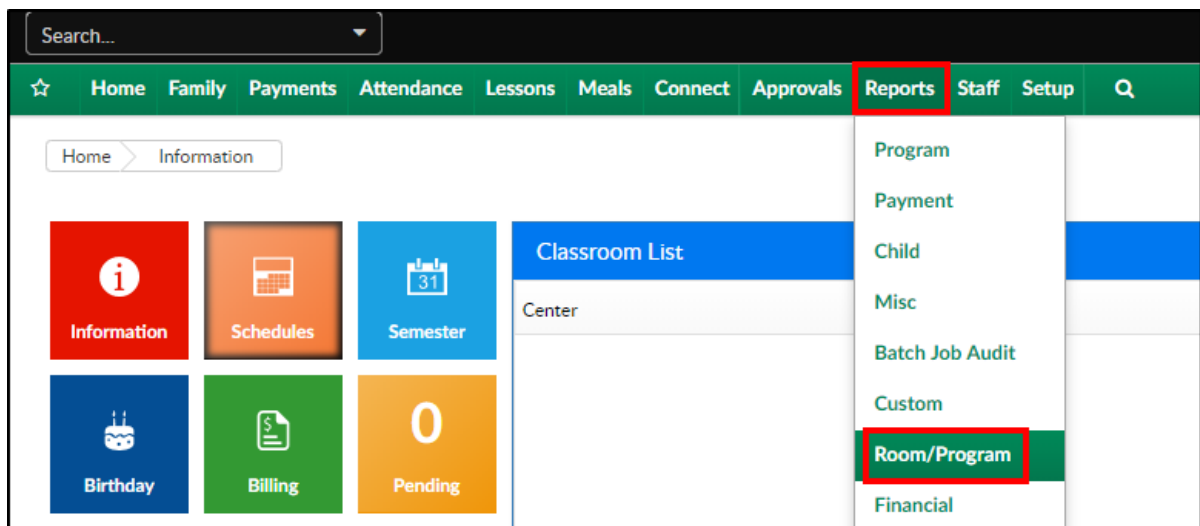 Search...
Home Family Payments Attendance Lessons Meals Connect Approvals Reports Staff Setup
Home Information
Program
Payment
Child
Misc
Batch Job Audit
Custom
Room/Program
Financial
Information
Schedules
31
Semester
Birthday
$
Billing
0
Pending
Classroom List
Center